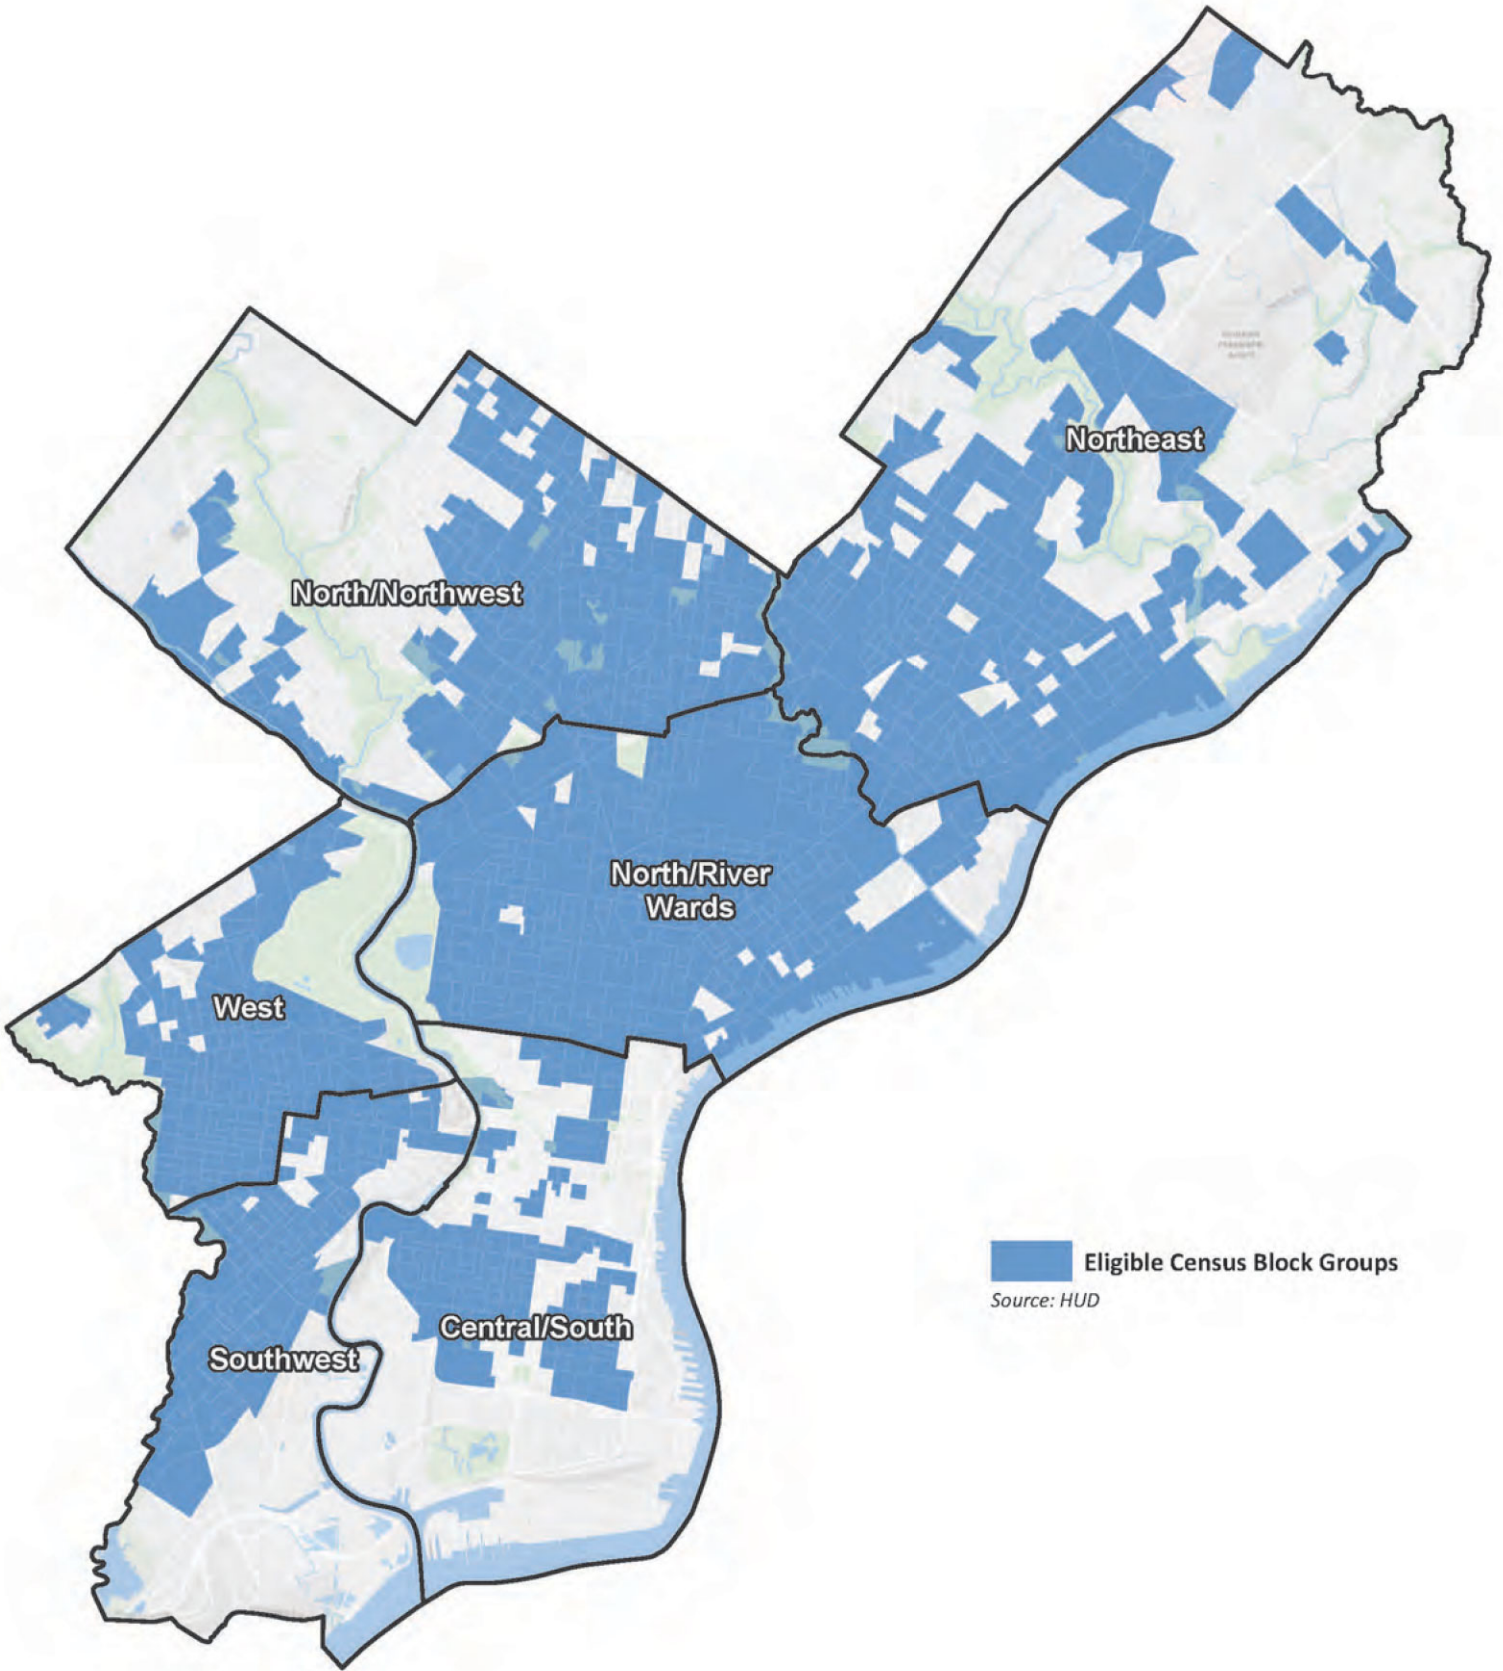 Northeast
North/Northwest
North/River
Wards
West
Eligible Census Block Groups
Source: HUD
Central/South
Southwest